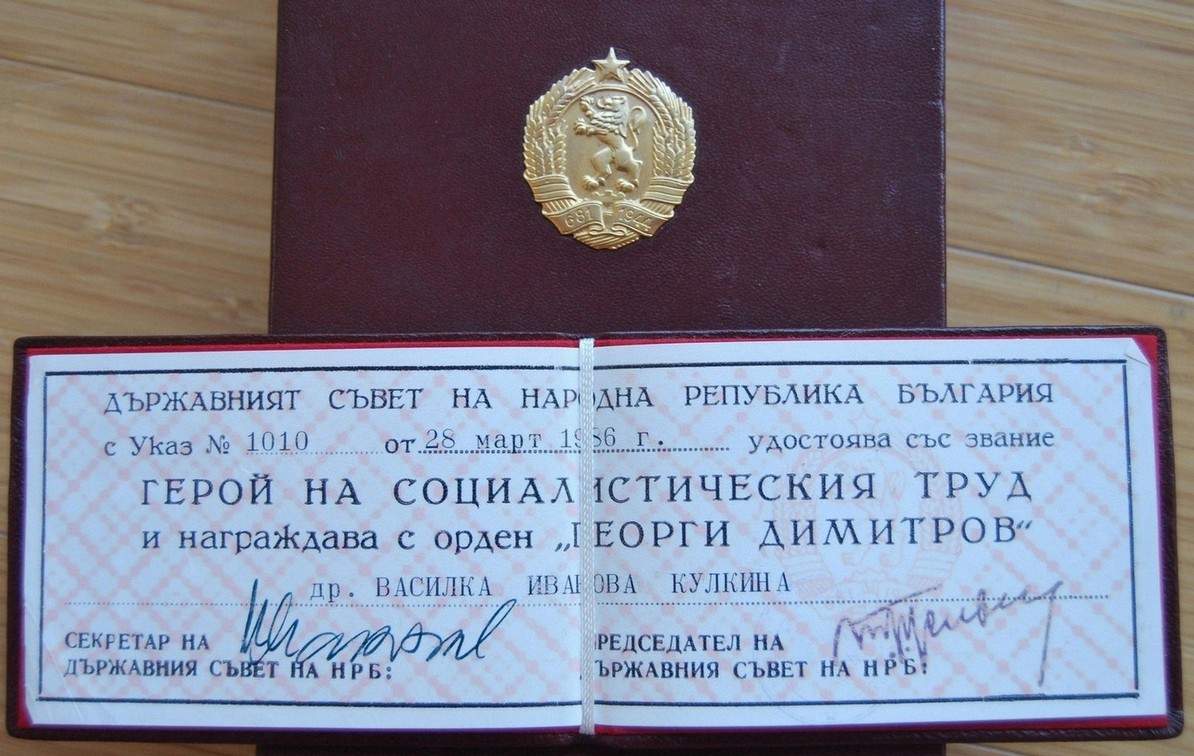 681 1944
ДЪРЖАВНИЯТ СЪВЕТ НА НАРОДНА РЕПУБЛИКА БЪЛГАРИЯ
с Указ № 1010 от 28 март 1986 г. удостоява със звание
ГЕРОЙ НА СОЦИАЛИСТИЧЕСКИЯ ТРУД
и награждава с орден „ГЕОРГИ ДИМИТРОВ“
др. ВАСИЛКА ИВАНОВА КУЛКИНА
СЕКРЕТАР НА
ДЪРЖАВНИЯ СЪВЕТ НА НРБ:
ПРЕДСЕДАТЕЛ НА
ДЪРЖАВНИЯ СЪВЕТ НА НРБ: